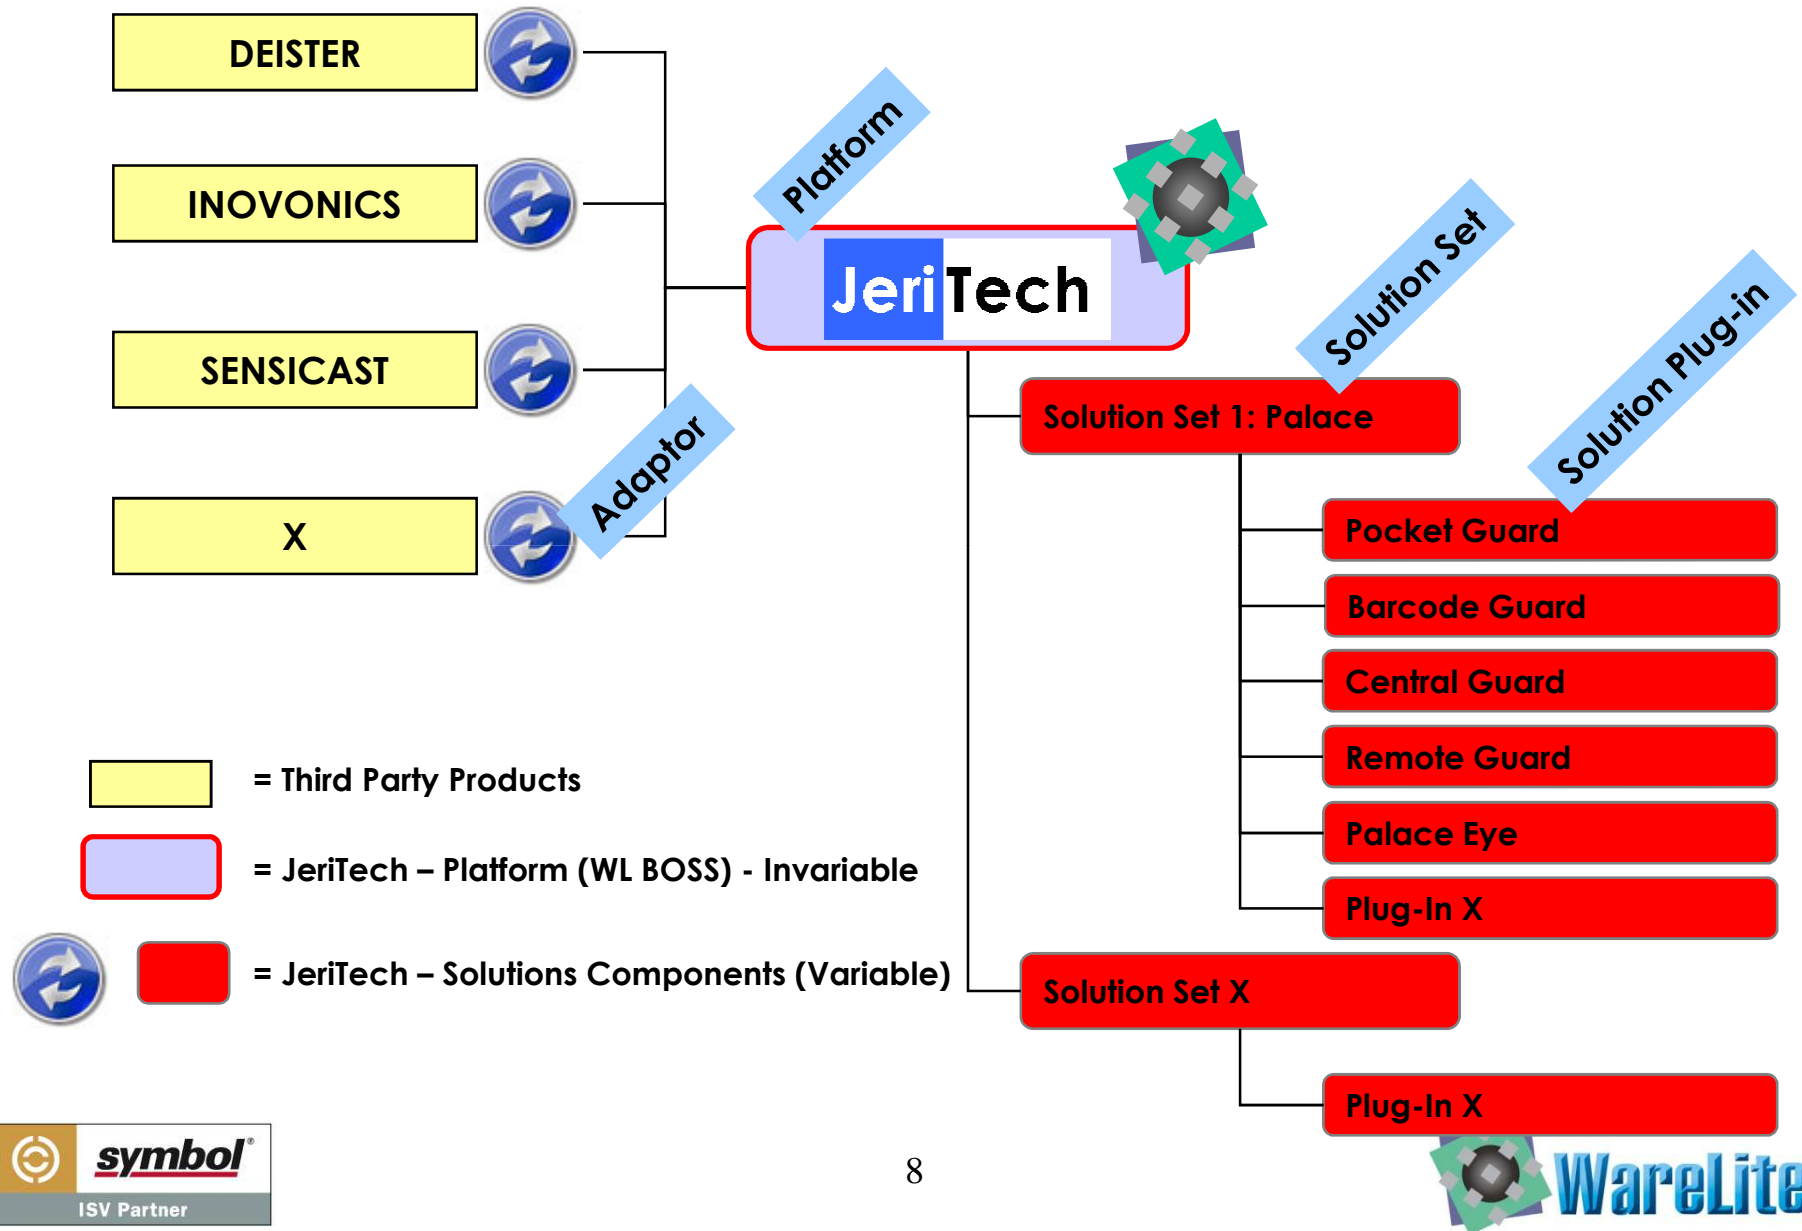 DEISTER
INOVONICS
SENSICAST
X
Adaptor
Platform
JeriTech
Solution Set
Solution Plug-in
Solution Set 1: Palace
Pocket Guard
Barcode Guard
Central Guard
Remote Guard
Palace Eye
Plug-In X
Solution Set X
Plug-In X
= Third Party Products
= JeriTech – Platform (WL BOSS) - Invariable
= JeriTech – Solutions Components (Variable)
symbol®
ISV Partner
8
WareLite